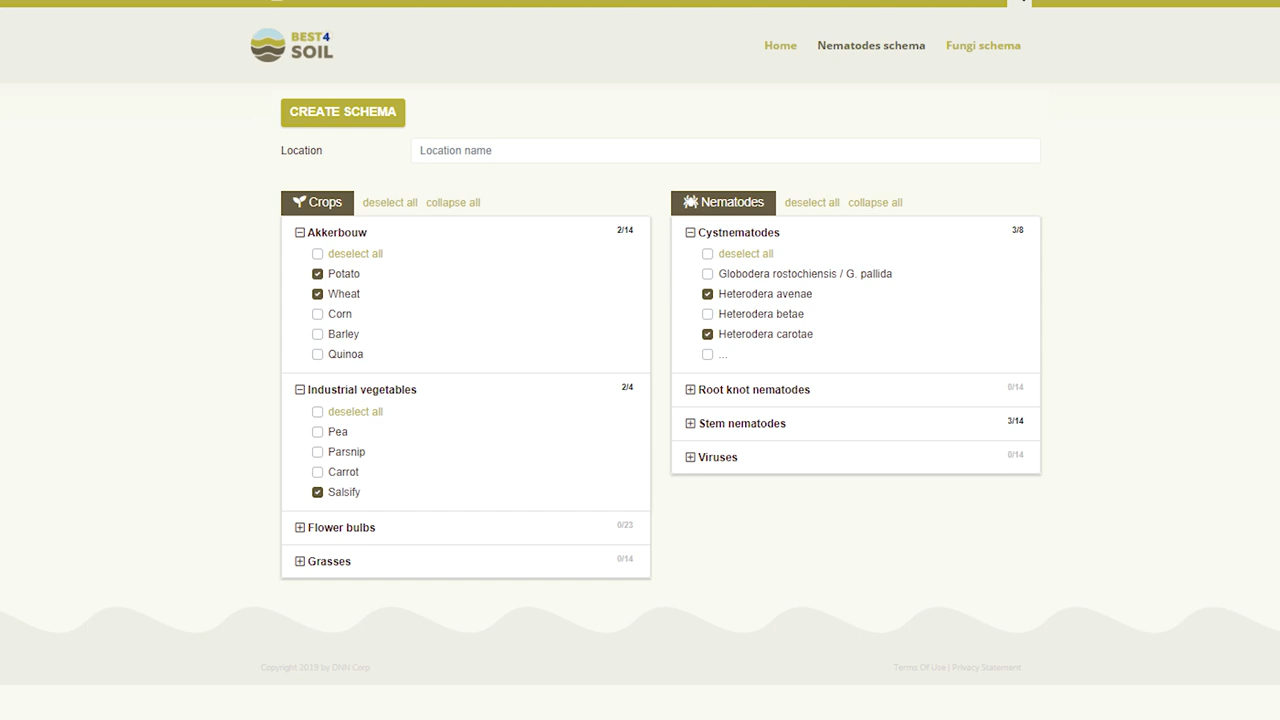 BEST4
SOIL
Home
Nematodes schema
Fungi schema
CREATE SCHEMA
Location
Location name
Crops
deselect all
collapse all
Akkerbouw
2/14
deselect all
Potato
Wheat
Corn
Barley
Quinoa
Industrial vegetables
2/4
deselect all
Pea
Parsnip
Carrot
Salsify
Flower bulbs
0/23
Grasses
0/14
Nematodes
deselect all
collapse all
Cystnematodes
3/8
deselect all
Globodera rostochiensis / G. pallida
Heterodera avenae
Heterodera betae
Heterodera carotae
...
Root knot nematodes
0/14
Stem nematodes
3/14
Viruses
0/14
Copyright 2019 by DNN Corp
Terms Of Use | Privacy Statement